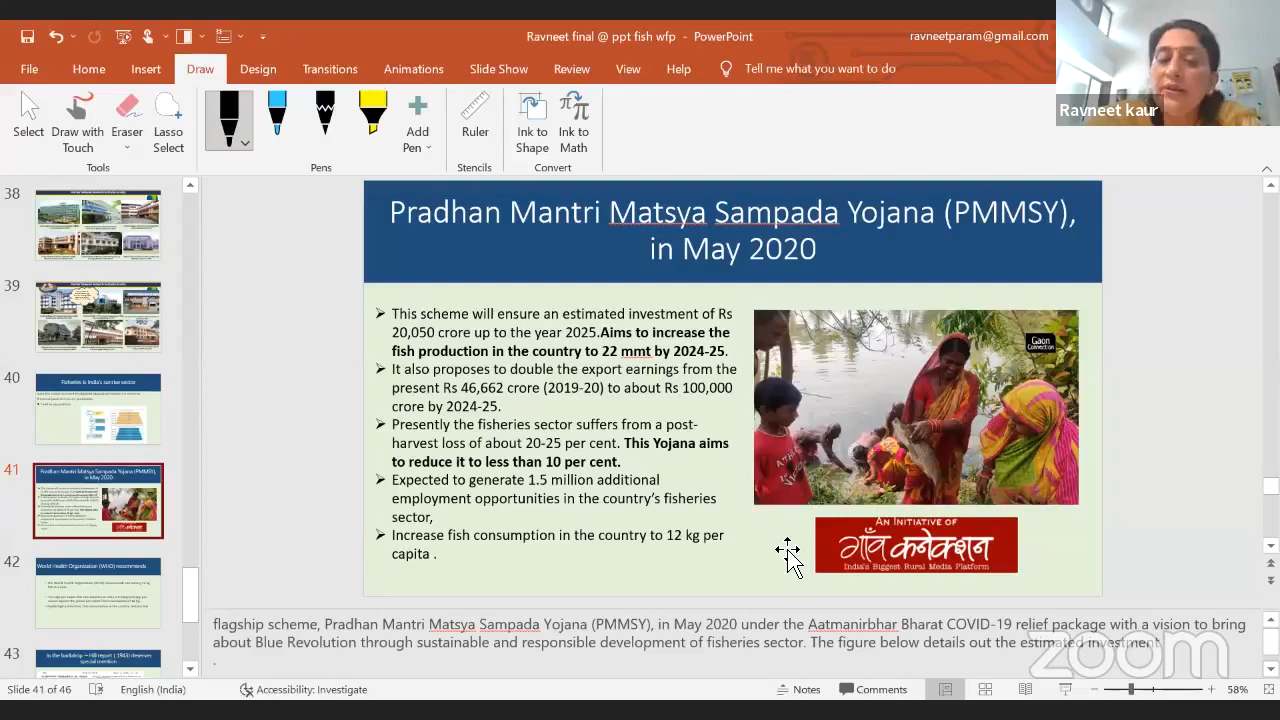 Ravneet final @ ppt fish wfp - PowerPoint
ravneetparam@gmail.com
File Home Insert Draw Design Transitions Animations Slide Show Review View Help Tell me what you want to do
Ravneet kaur
Select
Draw with Touch
Eraser
Lasso Select
Add Pen
Ruler
Ink to Shape
Ink to Math
Tools
Pens
Stencils
Convert
38
39
40
Fisheries is India's sunrise sector
41
Pradhan Mantri Matsya Sampada Yojana (PMMSY),
in May 2020
42
World Health Organization (WHO) recommends
43
In the backdrop – Hill report ( 1943) deserves
special mention
Pradhan Mantri Matsya Sampada Yojana (PMMSY),
in May 2020
➢ This scheme will entail an estimated investment of Rs
20,050 crore up to the year 2025.Aims to increase the
fish production in the country to 22 mmt by 2024-25.
➢ It also proposes to double the export earnings from the
present Rs 46,662 crore (2019-20) to about Rs 100,000
crore by 2024-25.
➢ Presently the fisheries sector suffers from a post-
harvest loss of about 20-25 per cent. This Yojana aims
to reduce it to less than 10 per cent.
➢ Expected to generate 1.5 million additional
employment opportunities in the country's fisheries
sector,
➢ Increase fish consumption in the country to 12 kg per
capita .
Gaon
Connection
AN INITIATIVE OF
गाँव कनेक्शन
India's Biggest Rural Media Platform
flagship scheme, Pradhan Mantri Matsya Sampada Yojana (PMMSY), in May 2020 under the Aatmanirbhar Bharat COVID-19 relief package with a vision to bring
about Blue Revolution through sustainable and responsible development of fisheries sector. The figure below details out the estimated investment
.
zoom
Slide 41 of 46
English (India)
Accessibility: Investigate
Notes
Comments
58%